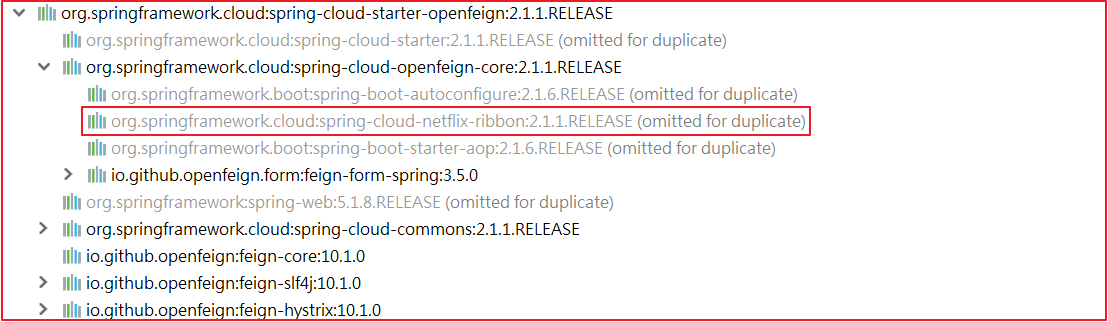 org.springframework.cloud:spring-cloud-starter-openfeign:2.1.1.RELEASE
org.springframework.cloud:spring-cloud-starter:2.1.1.RELEASE (omitted for duplicate)
org.springframework.cloud:spring-cloud-openfeign-core:2.1.1.RELEASE
org.springframework.boot:spring-boot-autoconfigure:2.1.6.RELEASE (omitted for duplicate)
org.springframework.cloud:spring-cloud-netflix-ribbon:2.1.1.RELEASE (omitted for duplicate)
org.springframework.boot:spring-boot-starter-aop:2.1.6.RELEASE (omitted for duplicate)
io.github.openfeign.form:feign-form-spring:3.5.0
org.springframework:spring-web:5.1.8.RELEASE (omitted for duplicate)
org.springframework.cloud:spring-cloud-commons:2.1.1.RELEASE
io.github.openfeign:feign-core:10.1.0
io.github.openfeign:feign-slf4j:10.1.0
io.github.openfeign:feign-hystrix:10.1.0